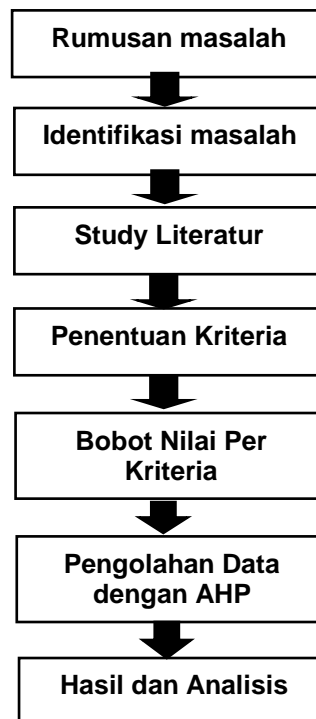 Rumusan masalah
Identifikasi masalah
Study Literatur
Penentuan Kriteria
Bobot Nilai Per
Kriteria
Pengolahan Data
dengan AHP
Hasil dan Analisis